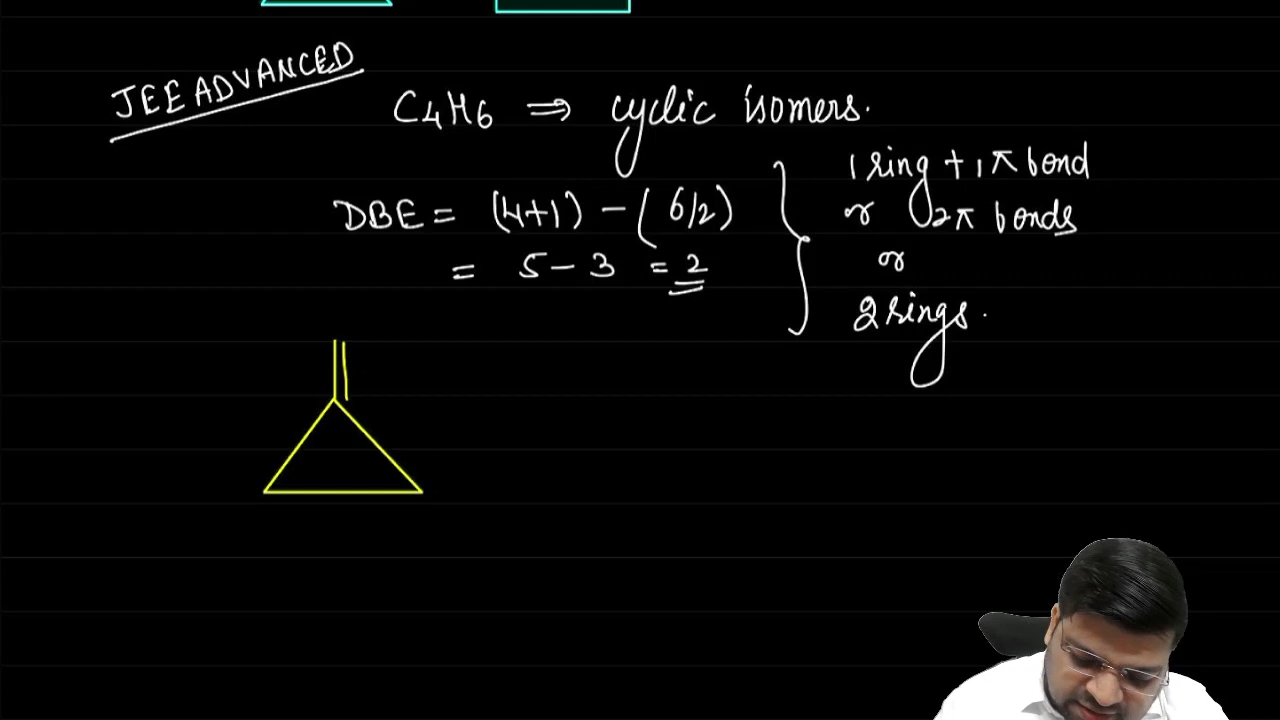 JEE ADVANCED
C4H6 ⇒ cyclic isomers.
DBE = (4+1) - (6/2)
= 5 - 3 = 2
1 ring + 1 π bond
or 2 π bonds
or
2 rings.